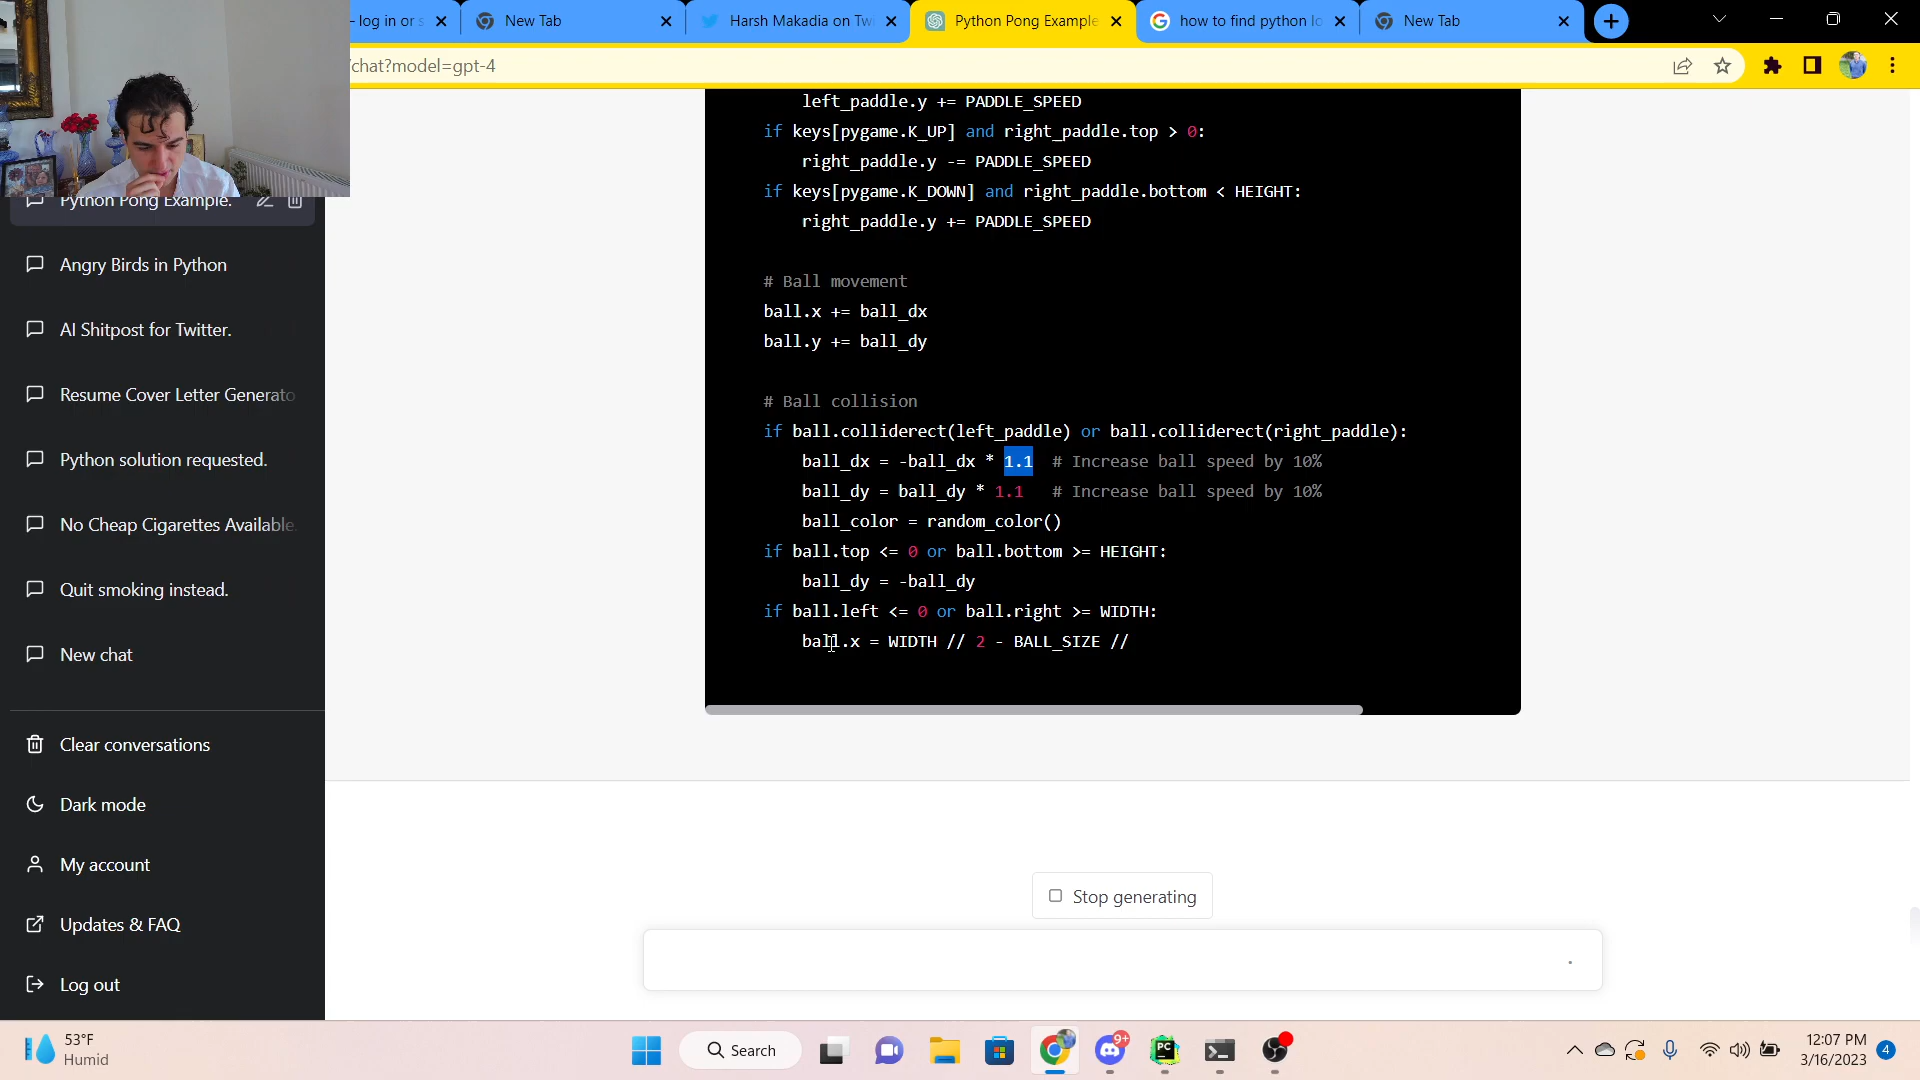 - log in or s
New Tab
Harsh Makadia on Tw
Python Pong Example
how to find python lo
New Tab
/chat?model=gpt-4
left_paddle.y += PADDLE_SPEED
if keys[pygame.K_UP] and right_paddle.top > 0:
right_paddle.y -= PADDLE_SPEED
if keys[pygame.K_DOWN] and right_paddle.bottom < HEIGHT:
right_paddle.y += PADDLE_SPEED
# Ball movement
ball.x += ball_dx
ball.y += ball_dy
# Ball collision
if ball.colliderect(left_paddle) or ball.colliderect(right_paddle):
ball_dx = -ball_dx * 1.1 # Increase ball speed by 10%
ball_dy = ball_dy * 1.1 # Increase ball speed by 10%
ball_color = random_color()
if ball.top <= 0 or ball.bottom >= HEIGHT:
ball_dy = -ball_dy
if ball.left <= 0 or ball.right >= WIDTH:
ball.x = WIDTH // 2 - BALL_SIZE //
Python Pong Example.
Angry Birds in Python
AI Shitpost for Twitter.
Resume Cover Letter Generato
Python solution requested.
No Cheap Cigarettes Available.
Quit smoking instead.
New chat
Clear conversations
Dark mode
My account
Updates & FAQ
Log out
Stop generating
53°F
Humid
Search
9+
PC
12:07 PM
3/16/2023
4